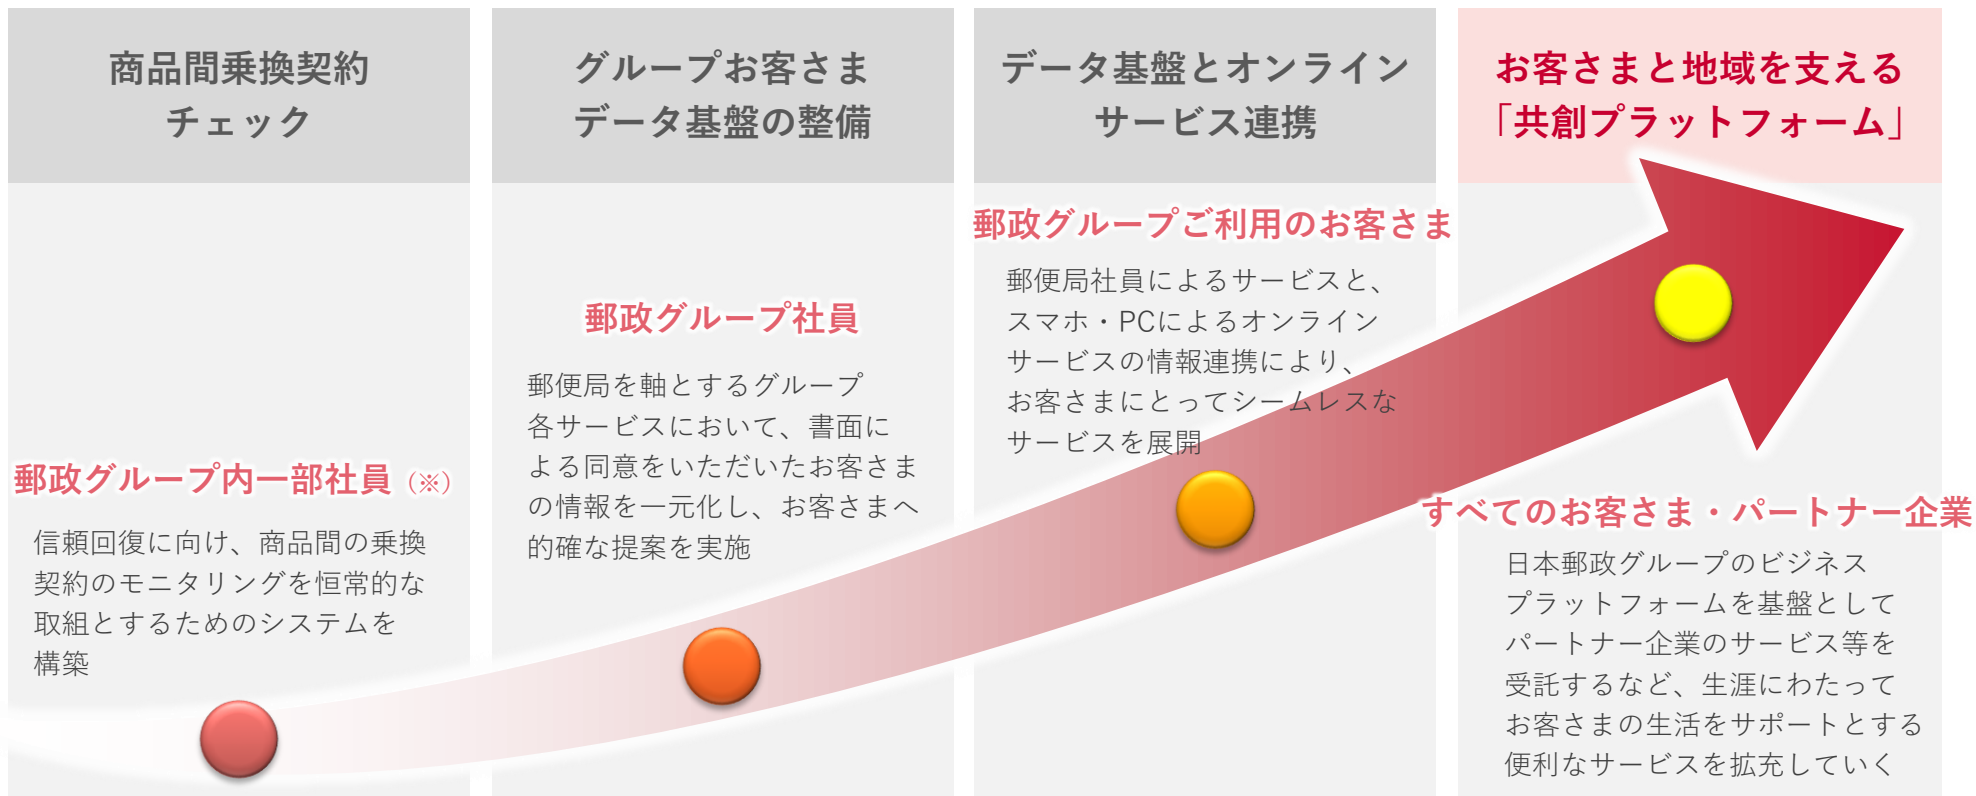 商品間乗換契約
チェック
郵政グループ内一部社員（※）
信頼回復に向け、商品間の乗換
契約のモニタリングを恒常的な
取組とするためのシステムを
構築
グループお客さま
データ基盤の整備
郵政グループ社員
郵便局を軸とするグループ
各サービスにおいて、書面に
よる同意をいただいたお客さま
の情報を一元化し、お客さまへ
的確な提案を実施
データ基盤とオンライン
サービス連携
郵政グループご利用のお客さま
郵便局社員によるサービスと、
スマホ・PCによるオンライン
サービスの情報連携により、
お客さまにとってシームレスな
サービスを展開
お客さまと地域を支える
「共創プラットフォーム」
すべてのお客さま・パートナー企業
日本郵政グループのビジネス
プラットフォームを基盤として
パートナー企業のサービス等を
受託するなど、生涯にわたって
お客さまの生活をサポートとする
便利なサービスを拡充していく